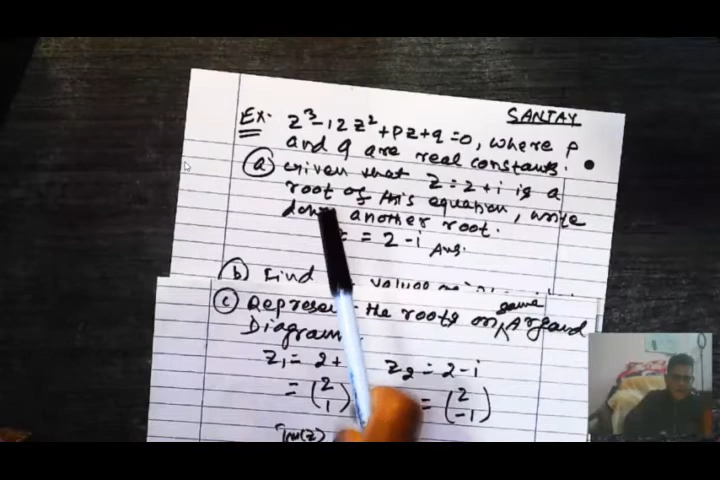 SANJAY
Ex. z³-12z²+pz+q=0, where p
and q are real constants.
(a) Given that z=2+i is a
root of this equation, write
down another root.
= 2-i Ans.
(b) Find values
(c) Represent the roots on same Argand
Diagram
z₁= 2+ z₂= 2-i
= (2 1) = (2 -1)
Im(z)